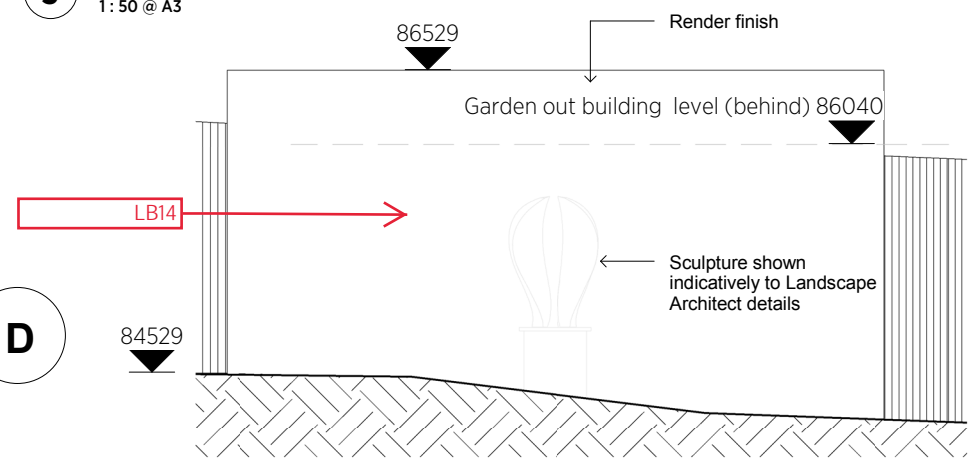 1 : 50 @ A3
86529
Render finish
Garden out building level (behind) 86040
LB14
Sculpture shown
indicatively to Landscape
Architect details
D
84529